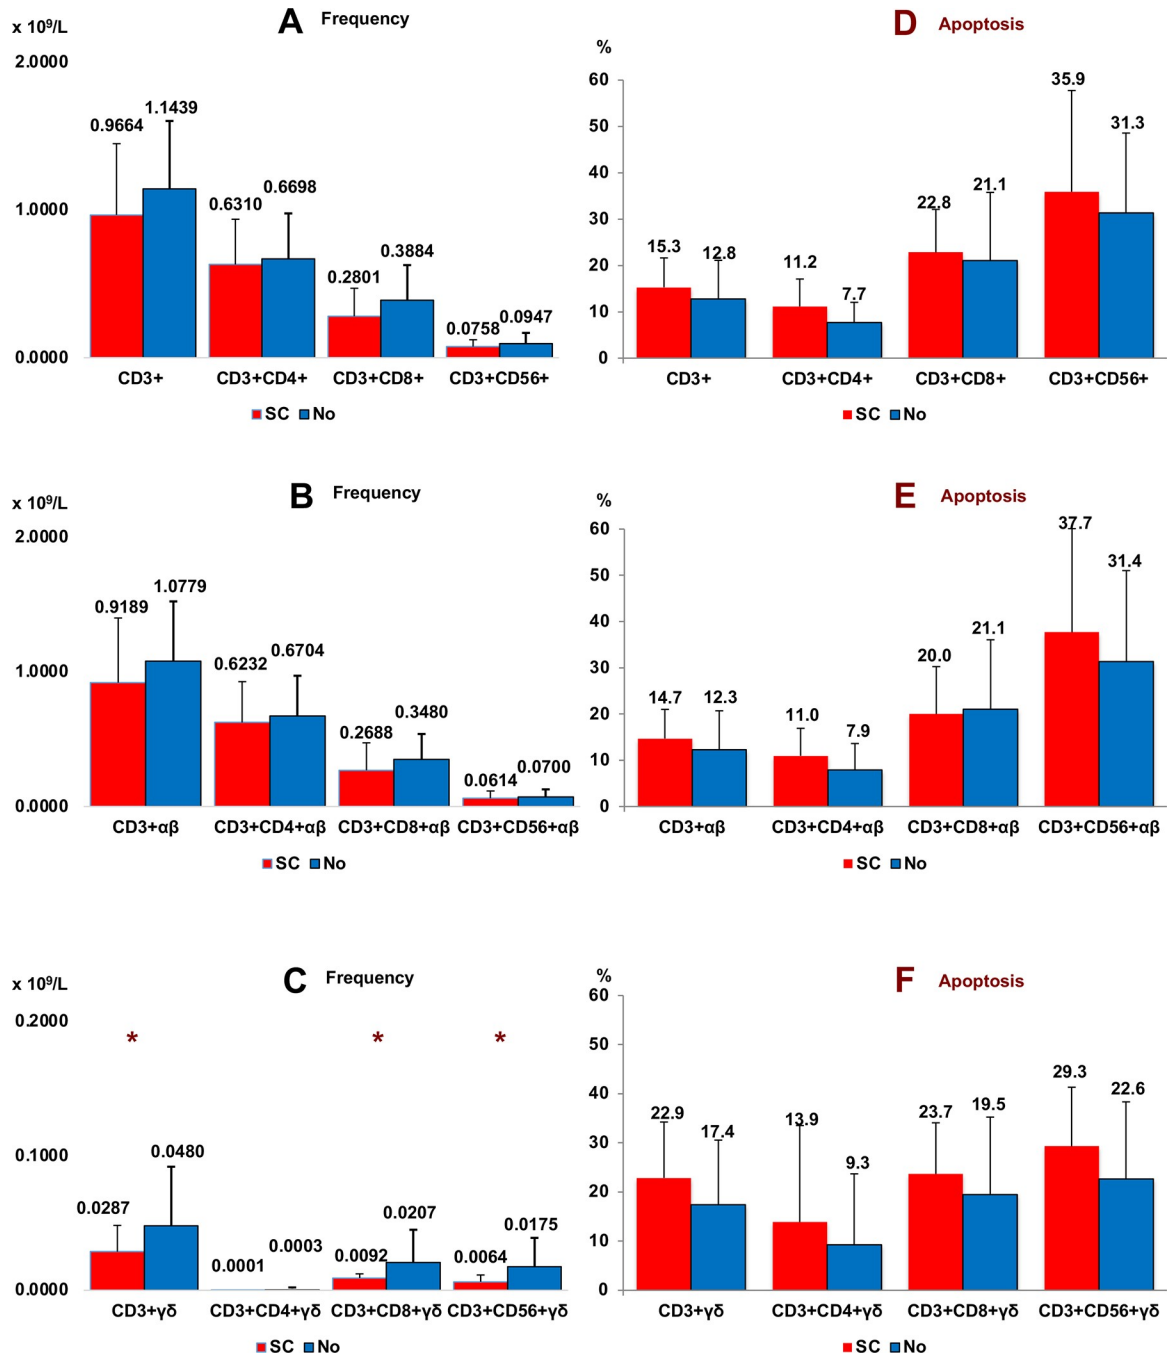 A Frequency
x 10⁹/L
2.0000
1.0000
0.0000
0.9664 1.1439 0.6310 0.6698 0.2801 0.3884 0.0758 0.0947
CD3+ CD3+CD4+ CD3+CD8+ CD3+CD56+
SC No
D Apoptosis
%
60
50
40
30
20
10
0
15.3 12.8 11.2 7.7 22.8 21.1 35.9 31.3
CD3+ CD3+CD4+ CD3+CD8+ CD3+CD56+
SC No
B Frequency
x 10⁹/L
2.0000
1.0000
0.0000
0.9189 1.0779 0.6232 0.6704 0.2688 0.3480 0.0614 0.0700
CD3+αβ CD3+CD4+αβ CD3+CD8+αβ CD3+CD56+αβ
SC No
E Apoptosis
%
60
50
40
30
20
10
0
14.7 12.3 11.0 7.9 20.0 21.1 37.7 31.4
CD3+αβ CD3+CD4+αβ CD3+CD8+αβ CD3+CD56+αβ
SC No
C Frequency
x 10⁹/L
0.2000
0.1000
0.0000
* * *
0.0287 0.0480 0.0001 0.0003 0.0092 0.0207 0.0064 0.0175
CD3+γδ CD3+CD4+γδ CD3+CD8+γδ CD3+CD56+γδ
SC No
F Apoptosis
%
60
50
40
30
20
10
0
22.9 17.4 13.9 9.3 23.7 19.5 29.3 22.6
CD3+γδ CD3+CD4+γδ CD3+CD8+γδ CD3+CD56+γδ
SC No